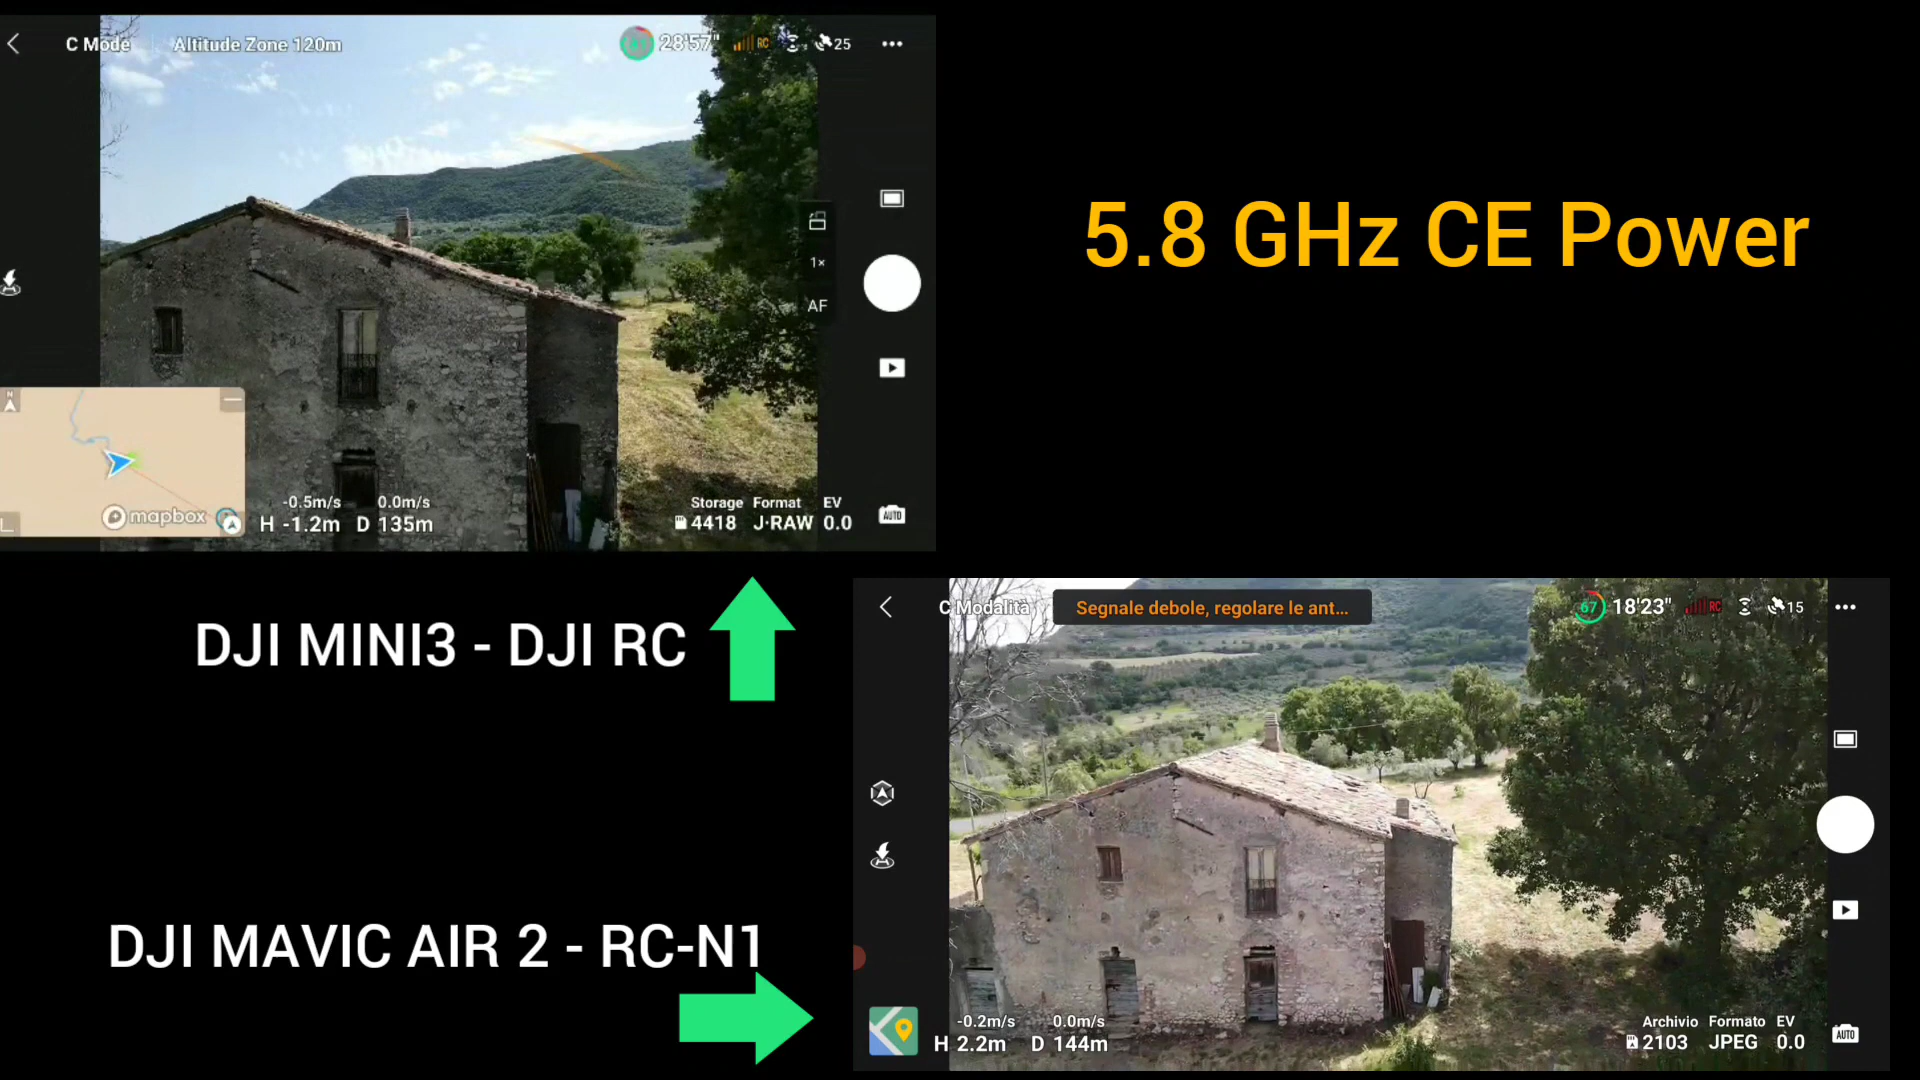 C Mode
Altitude Zone 120m
28'57"
RC
25
5.8 GHz CE Power
1×
AF
N
mapbox
-0.5m/s 0.0m/s
H -1.2m D 135m
Storage Format EV
4418 J·RAW 0.0
AUTO
DJI MINI3 - DJI RC
C Modalità
Segnale debole, regolare le ant...
67 18'23"
RC
15
DJI MAVIC AIR 2 - RC-N1
-0.2m/s 0.0m/s
H 2.2m D 144m
Archivio Formato EV
2103 JPEG 0.0
AUTO